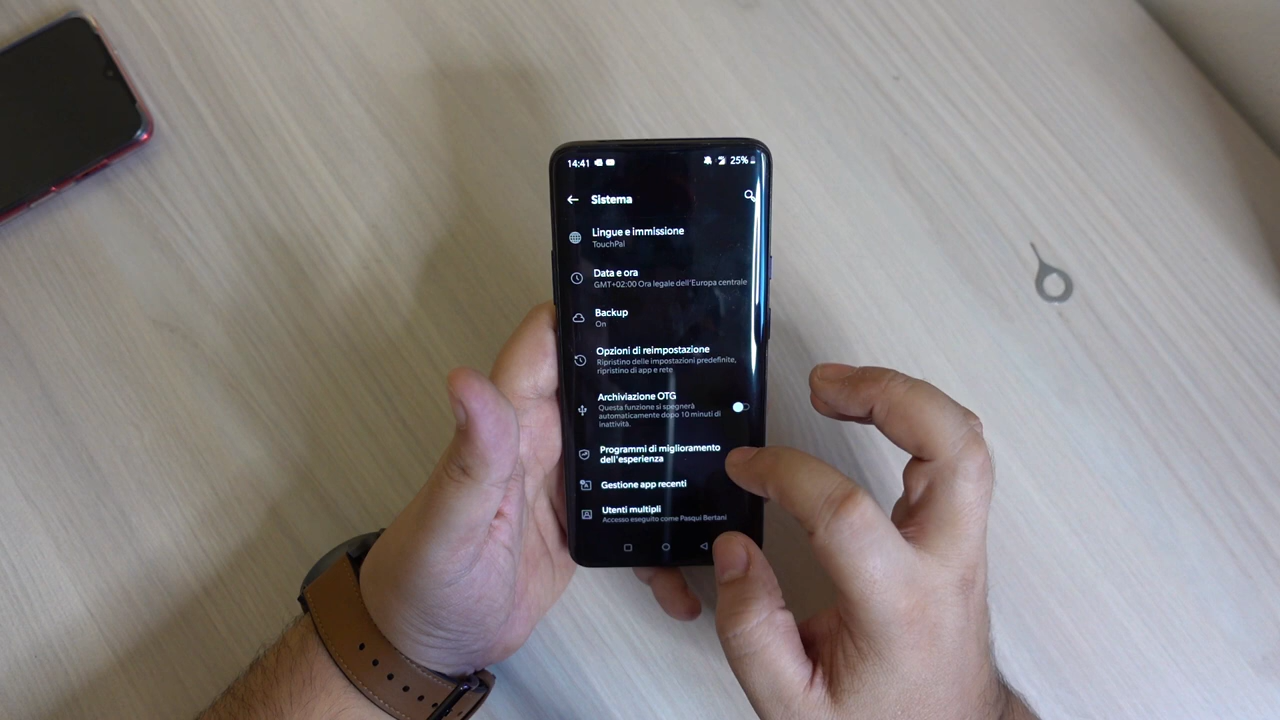 14:41 25%
Sistema
Lingue e immissione
TouchPal
Data e ora
GMT+02:00 Ora legale dell'Europa centrale
Backup
On
Opzioni di reimpostazione
Ripristino delle impostazioni predefinite,
ripristino di app e rete
Archiviazione OTG
Questa funzione si spegnerà
automaticamente dopo 10 minuti di
inattività.
Programmi di miglioramento
dell'esperienza
Gestione app recenti
Utenti multipli
Accesso eseguito come Pasqui Bertani